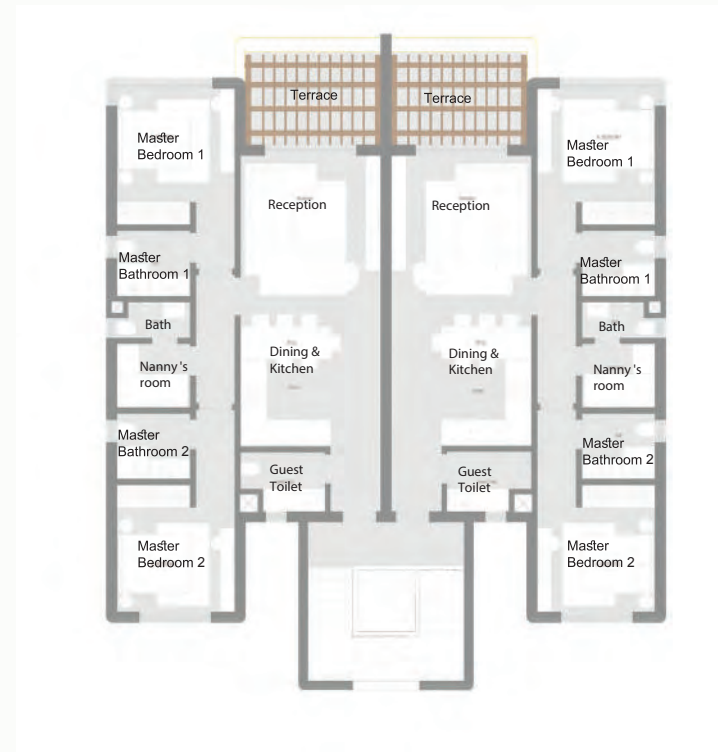 Terrace
Terrace
Master
Bedroom 1
Master
Bedroom 1
Reception
Reception
Master
Bathroom 1
Master
Bathroom 1
Bath
Bath
Dining &
Kitchen
Dining &
Kitchen
Nanny's
room
Nanny's
room
Master
Bathroom 2
Master
Bathroom 2
Guest
Toilet
Guest
Toilet
Master
Bedroom 2
Master
Bedroom 2